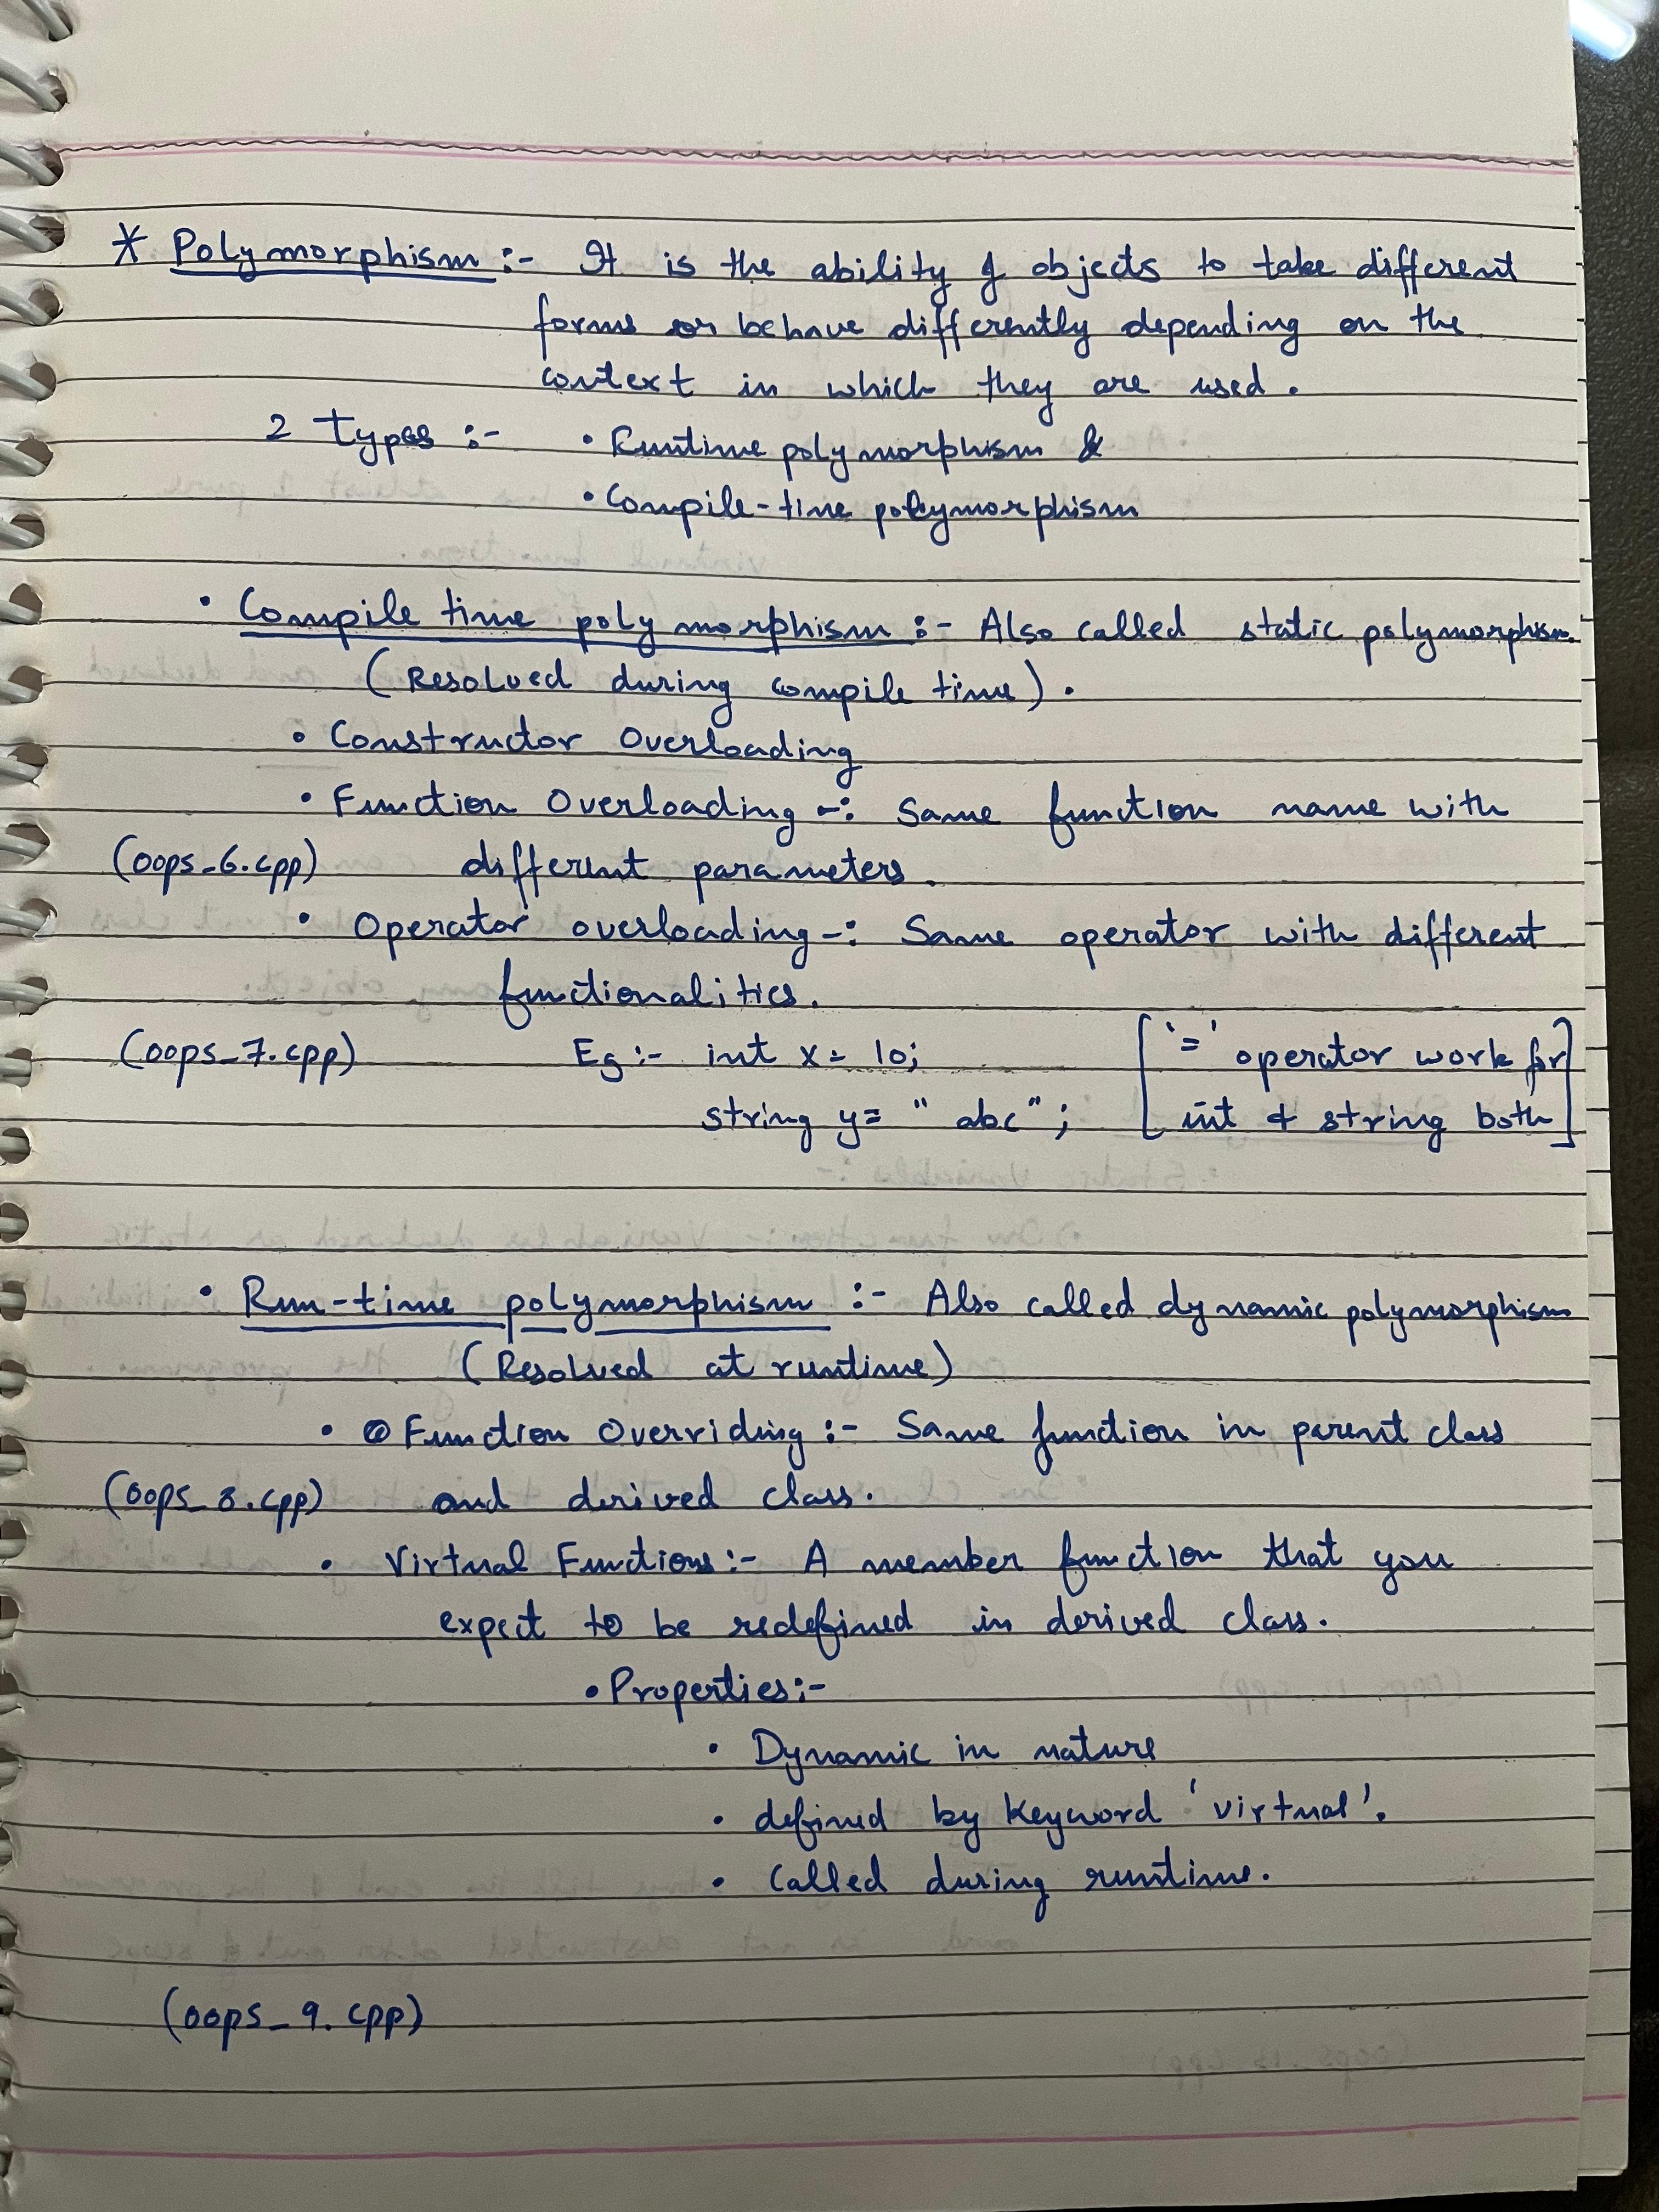 * Polymorphism :- It is the ability of objects to take different
forms or behave differently depending on the
context in which they are used.
2 Types :- • Runtime polymorphism &
• Compile-time polymorphism
• Compile time polymorphism :- Also called static polymorphism.
(Resolved during compile time).
• Constructor Overloading
• Function Overloading -: Same function name with
(oops_6.cpp) different parameters.
• Operator overloading -: Same operator with different
functionalities.
(oops_7.cpp) Eg :- int x = 10; [ '=' operator work for
string y = "abc"; int & string both ]
• Run-time polymorphism :- Also called dynamic polymorphism
(Resolved at runtime)
• Function Overriding :- Same function in parent class
(oops_8.cpp) and derived class.
• Virtual Functions :- A member function that you
expect to be redefined in derived class.
• Properties :-
• Dynamic in nature
• defined by keyword 'virtual'.
• Called during runtime.
(oops_9.cpp)